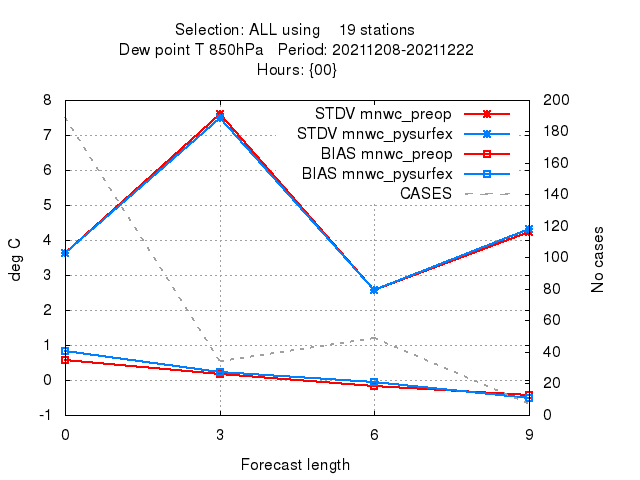 Selection: ALL using    19 stations
Dew point T 850hPa   Period: 20211208-20211222
Hours: {00}
STDV mnwc_preop
STDV mnwc_pysurfex
BIAS mnwc_preop
BIAS mnwc_pysurfex
CASES
deg C
8
7
6
5
4
3
2
1
0
-1
No cases
200
180
160
140
120
100
80
60
40
20
0
0 3 6 9
Forecast length